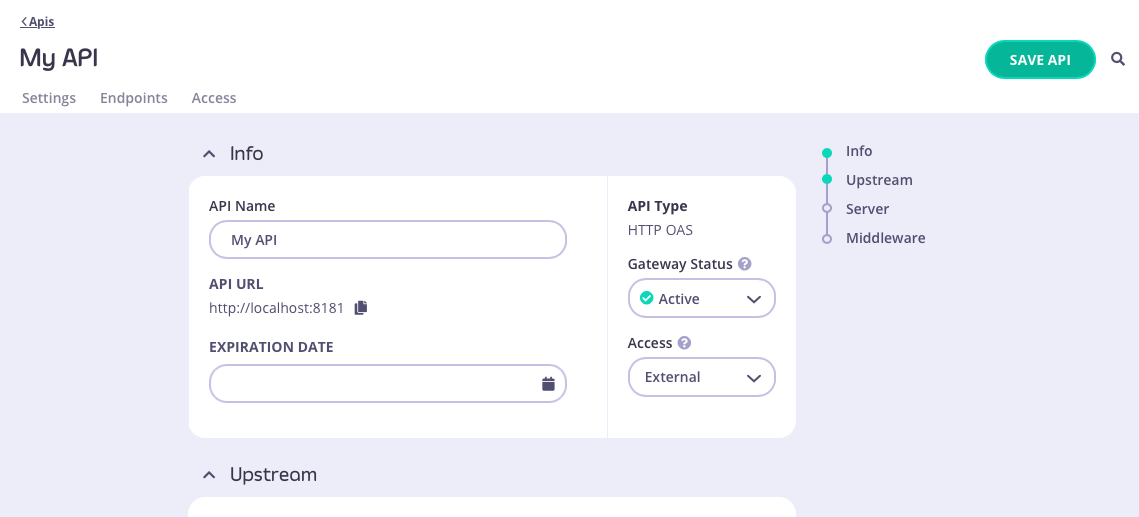 Apis
My API
SAVE API
Settings Endpoints Access
Info
API Name
My API
API URL
http://localhost:8181
EXPIRATION DATE
API Type
HTTP OAS
Gateway Status ?
Active
Access ?
External
Upstream
Info
Upstream
Server
Middleware